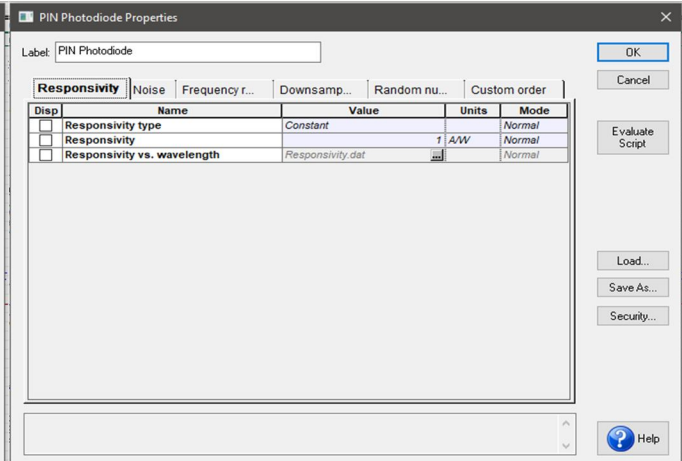 PIN Photodiode Properties
Label: PIN Photodiode
OK
Cancel
Evaluate Script
Load...
Save As...
Security...
Help
Responsivity Noise Frequency r... Downsamp... Random nu... Custom order
Disp Name Value Units Mode
Responsivity type Constant Normal
Responsivity 1 A/W Normal
Responsivity vs. wavelength Responsivity.dat ... Normal